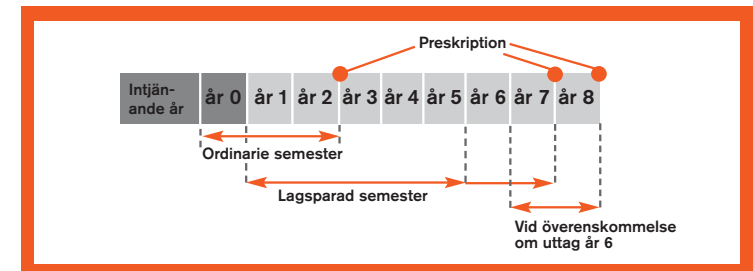 Preskription
Intjän-
ande år
år 0 år 1 år 2 år 3 år 4 år 5 år 6 år 7 år 8
Ordinarie semester
Lagsparad semester
Vid överenskommelse
om uttag år 6